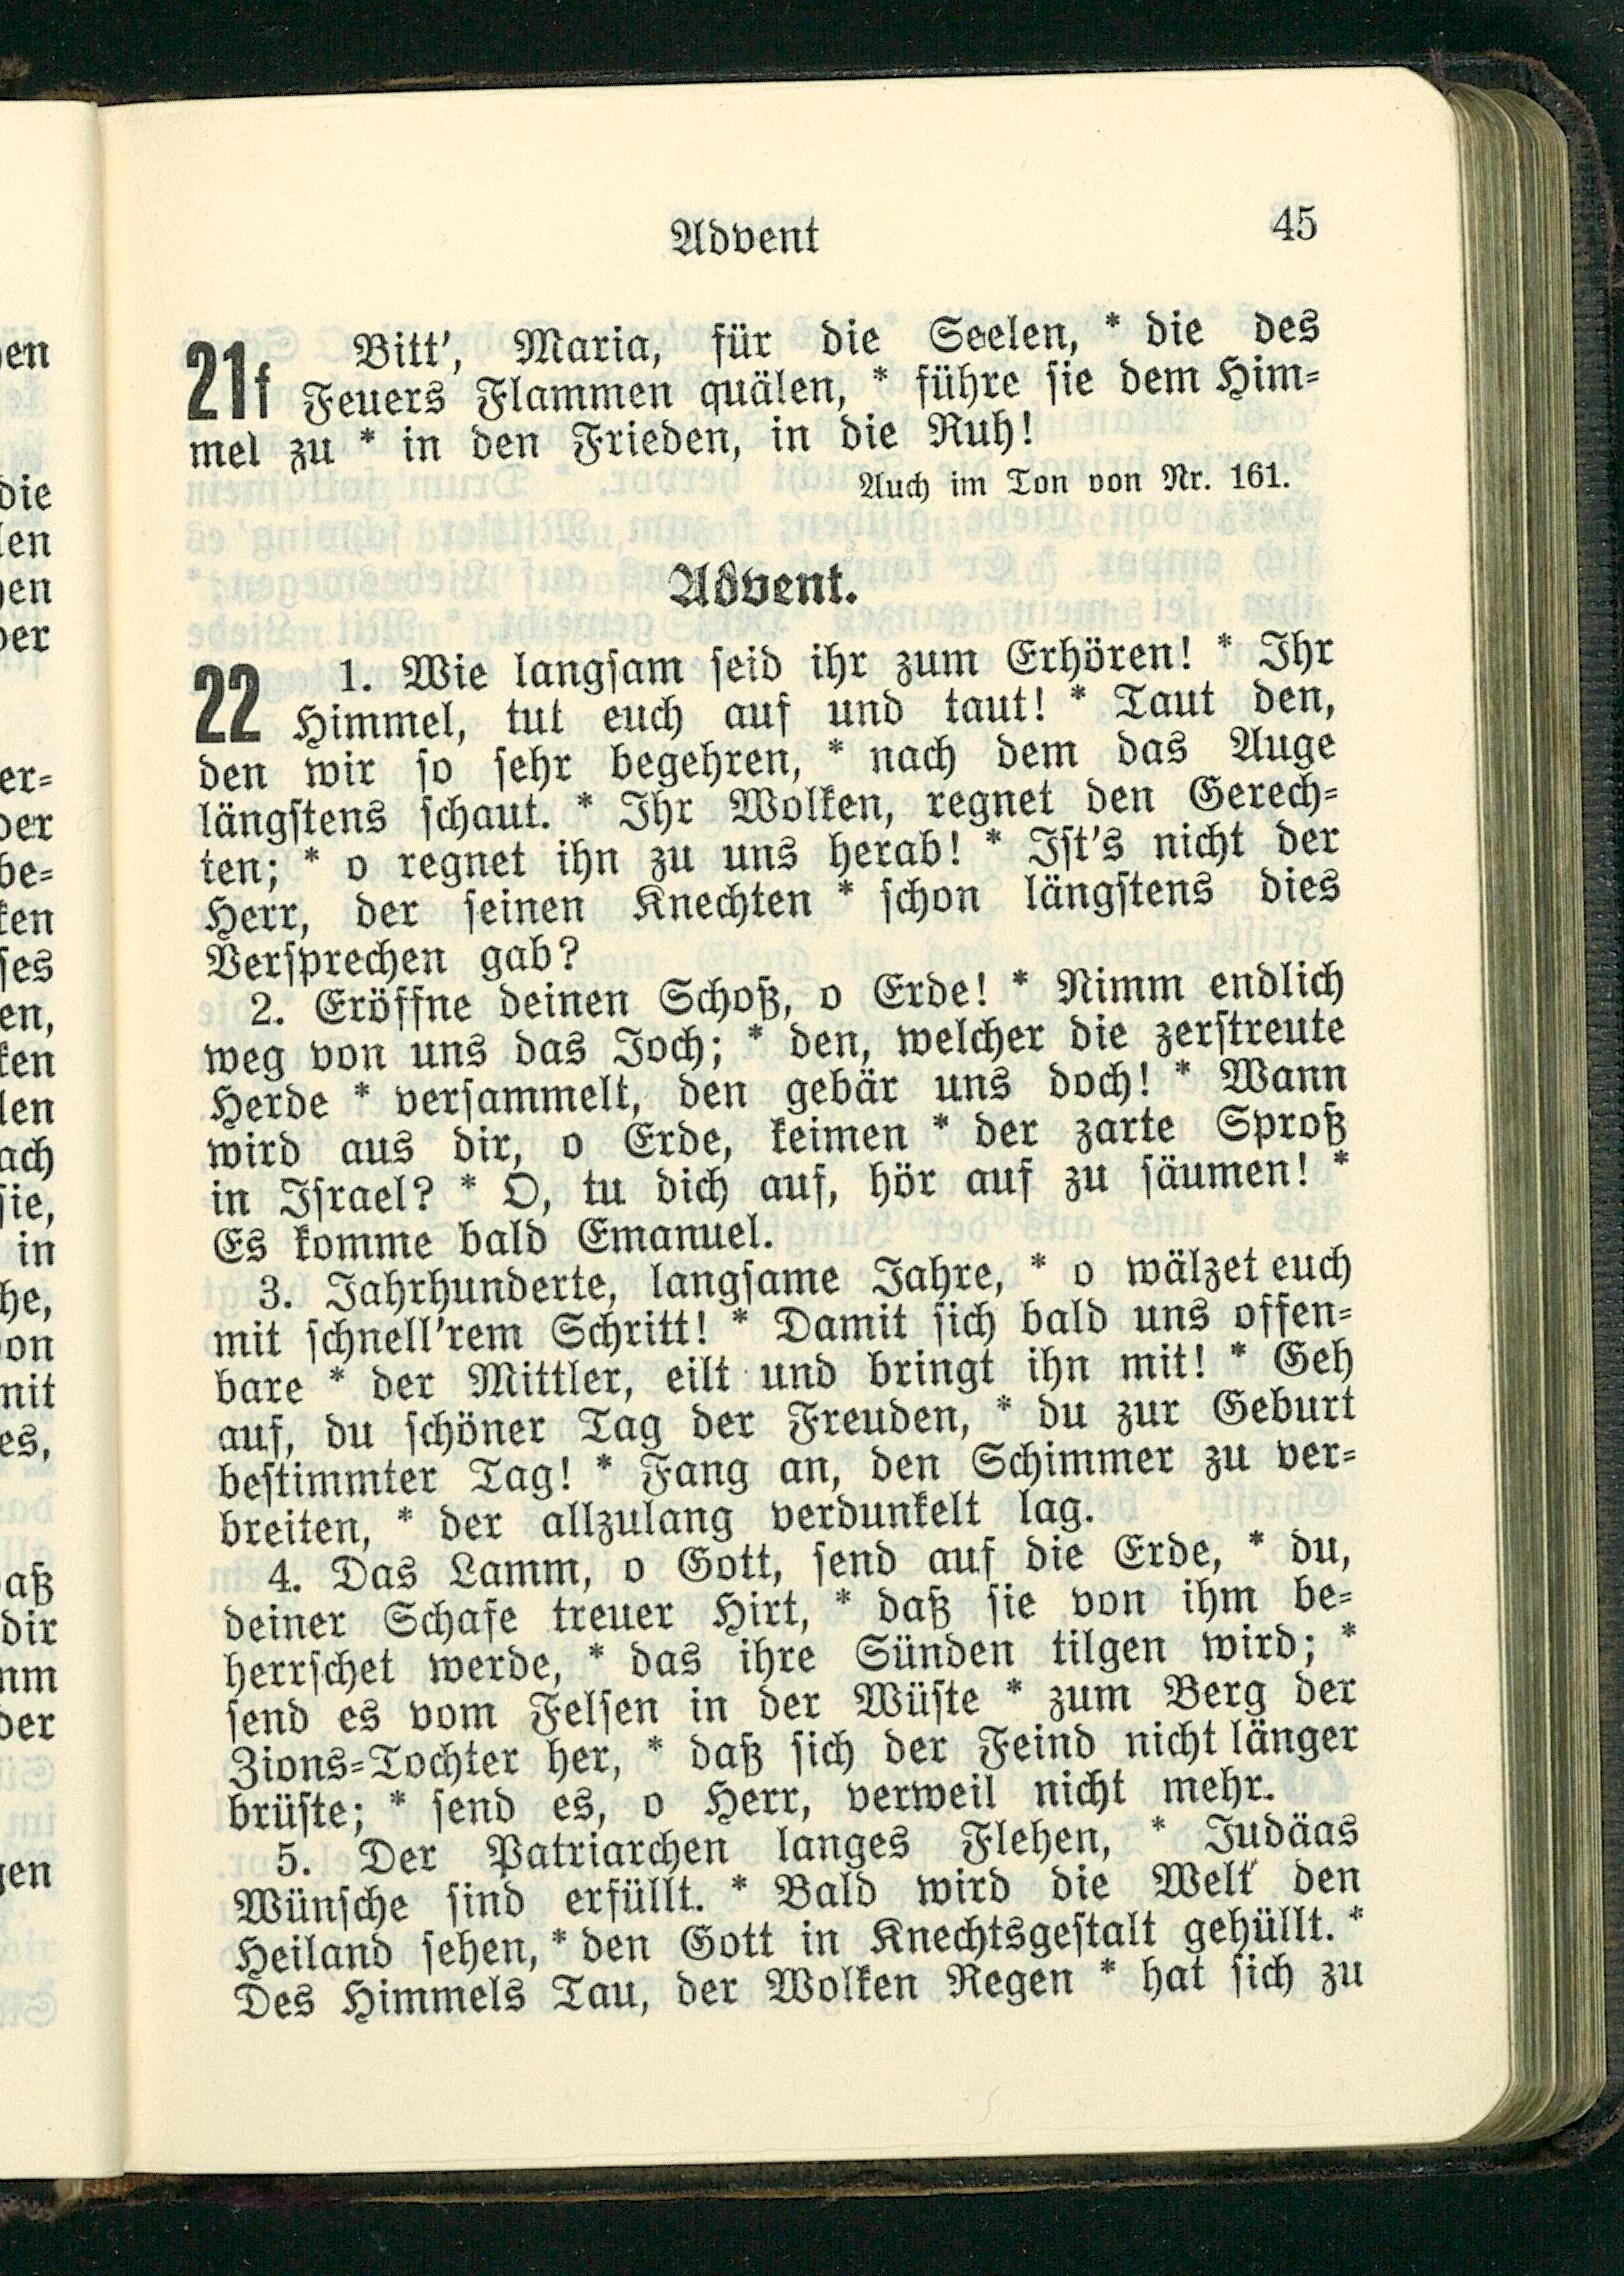 Advent 45
21f Bitt', Maria, für die Seelen, * die des
Feuers Flammen quälen, * führe sie dem Him=
mel zu * in den Frieden, in die Ruh!
Auch im Ton von Nr. 161.
Advent.
22 1. Wie langsam seid ihr zum Erhören! * Ihr
Himmel, tut euch auf und taut! * Taut den,
den wir so sehr begehren, * nach dem das Auge
längstens schaut. * Ihr Wolken, regnet den Gerech=
ten; * o regnet ihn zu uns herab! * Ist's nicht der
Herr, der seinen Knechten * schon längstens dies
Versprechen gab?
2. Eröffne deinen Schoß, o Erde! * Nimm endlich
weg von uns das Joch; * den, welcher die zerstreute
Herde * versammelt, den gebär uns doch! * Wann
wird aus dir, o Erde, keimen * der zarte Sproß
in Israel? * O, tu dich auf, hör auf zu säumen! *
Es komme bald Emanuel.
3. Jahrhunderte, langsame Jahre, * o wälzet euch
mit schnell'rem Schritt! * Damit sich bald uns offen=
bare * der Mittler, eilt und bringt ihn mit! * Geh
auf, du schöner Tag der Freuden, * du zur Geburt
bestimmter Tag! * Fang an, den Schimmer zu ver=
breiten, * der allzulang verdunkelt lag.
4. Das Lamm, o Gott, send auf die Erde, * du,
deiner Schafe treuer Hirt, * daß sie von ihm be=
herrschet werde, * das ihre Sünden tilgen wird; *
send es vom Felsen in der Wüste * zum Berg der
Zions=Tochter her, * daß sich der Feind nicht länger
brüste; * send es, o Herr, verweil nicht mehr.
5. Der Patriarchen langes Flehen, * Judäas
Wünsche sind erfüllt. * Bald wird die Welt den
Heiland sehen, * den Gott in Knechtsgestalt gehüllt. *
Des Himmels Tau, der Wolken Regen * hat sich zu